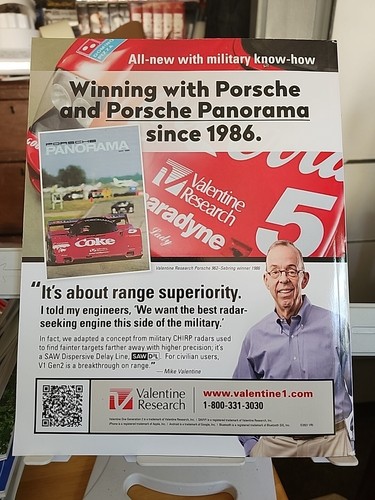 All-new with military know-how
Winning with Porsche
and Porsche Panorama
since 1986.
PORSCHE
PANORAMA
Coke
Valentine
Research
5
aradyne
Valentine Research Porsche 962–Sebring winner 1986
“It's about range superiority.
I told my engineers, ‘We want the best radar-
seeking engine this side of the military.’
In fact, we adapted a concept from military CHIRP radars used
to find fainter targets farther away with higher precision; it's
a SAW Dispersive Delay Line, SAW DDL. For civilian users,
V1 Gen2 is a breakthrough on range.”
— Mike Valentine
Valentine
Research
www.valentine1.com
1-800-331-3030